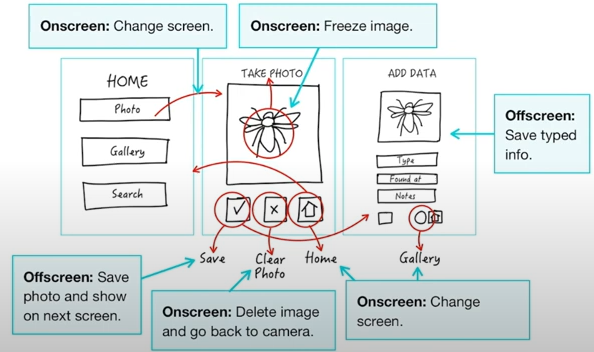 Onscreen: Change screen.
Onscreen: Freeze image.
HOME
Photo
Gallery
Search
TAKE PHOTO
ADD DATA
Type
Found at
Notes
Offscreen:
Save typed
info.
Save
Clear
Photo
Home
Gallery
Offscreen: Save
photo and show
on next screen.
Onscreen: Delete image
and go back to camera.
Onscreen: Change
screen.